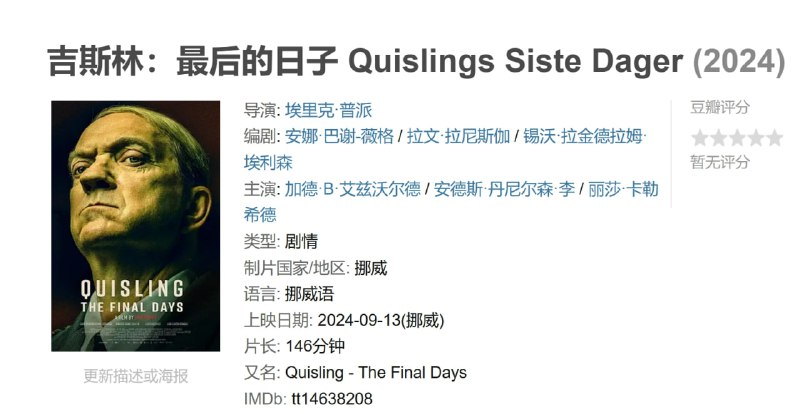 吉斯林：最后的日子 Quislings Siste Dager (2024)
QUISLING
THE FINAL DAYS
更新描述或海报
导演: 埃里克·普派
编剧: 安娜·巴谢-薇格 / 拉文·拉尼斯伽 / 锡沃·拉金德拉姆·
埃利森
主演: 加德·B·艾兹沃尔德 / 安德斯·丹尼尔森·李 / 丽莎·卡勒
希德
类型: 剧情
制片国家/地区: 挪威
语言: 挪威语
上映日期: 2024-09-13(挪威)
片长: 146分钟
又名: Quisling - The Final Days
IMDb: tt14638208
豆瓣评分
暂无评分